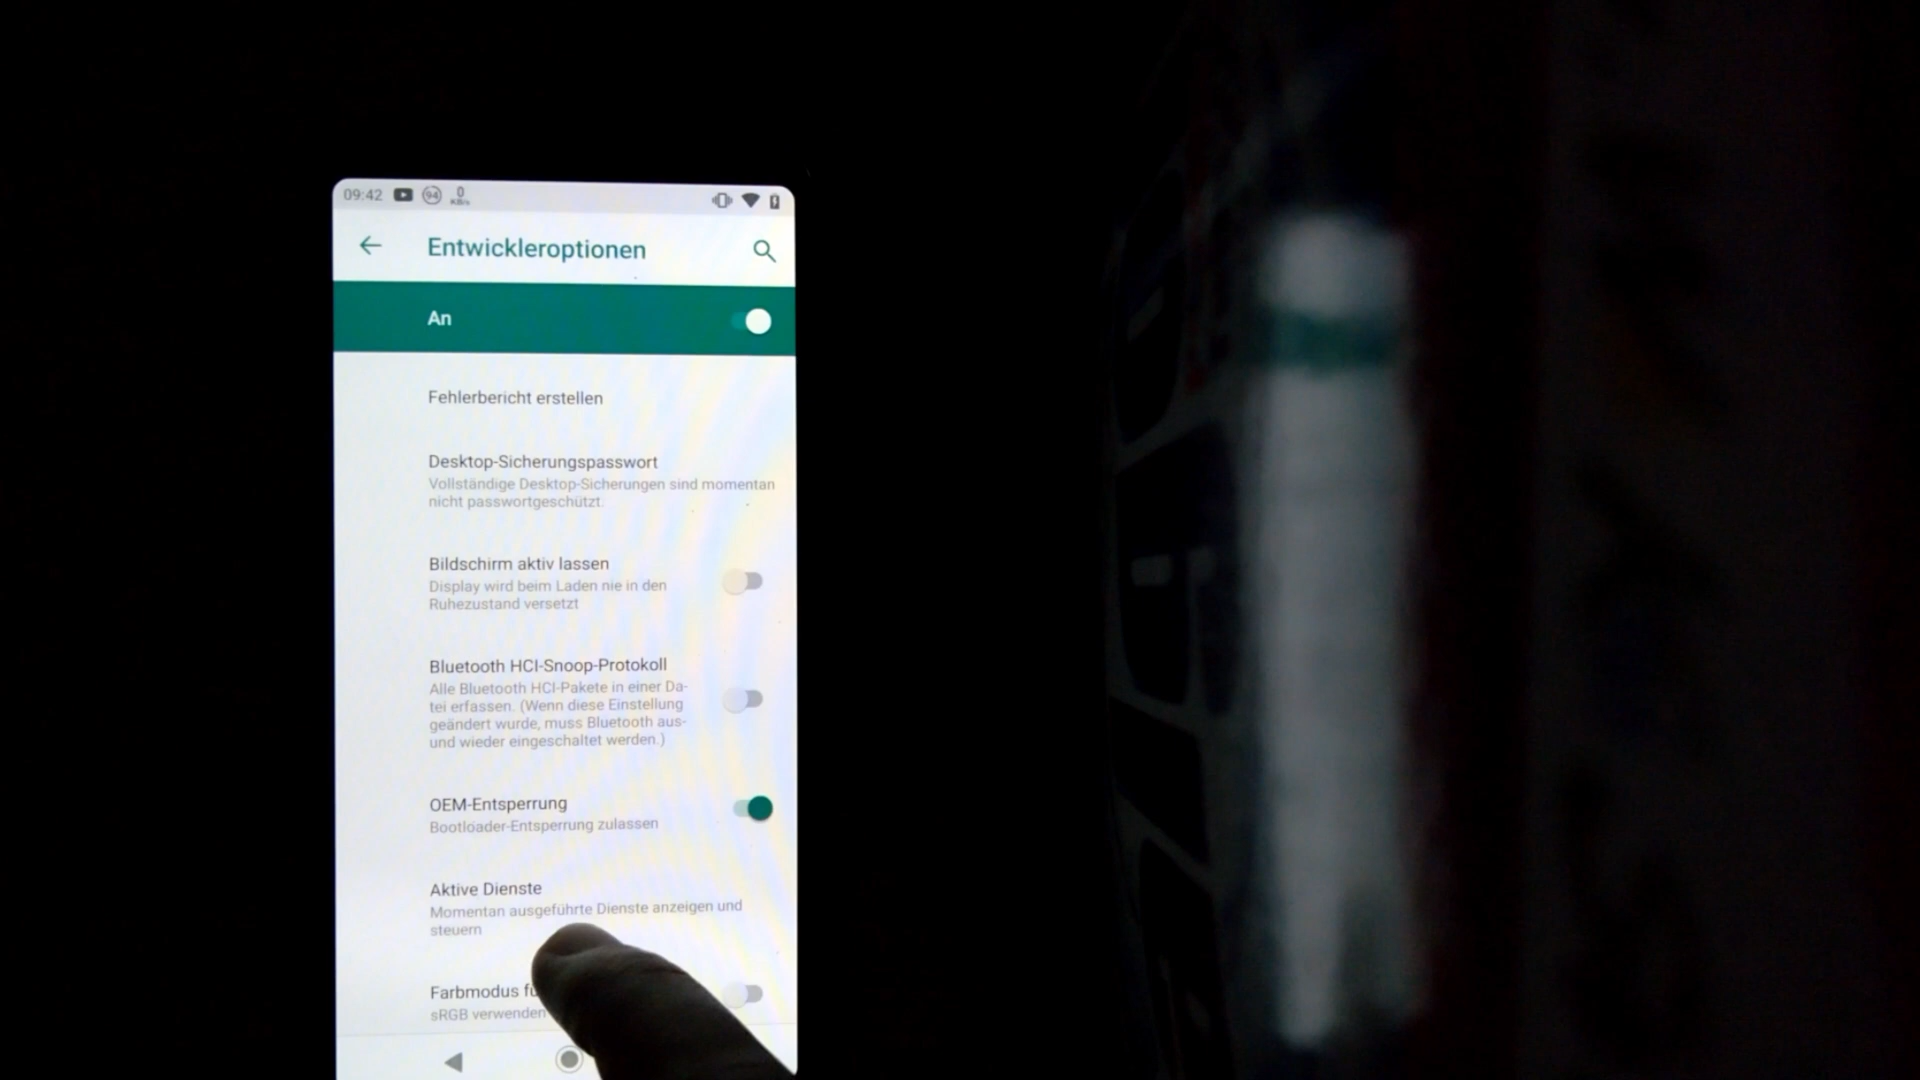 09:42 94 0 KB/s
Entwickleroptionen
An
Fehlerbericht erstellen
Desktop-Sicherungspasswort
Vollständige Desktop-Sicherungen sind momentan
nicht passwortgeschützt.
Bildschirm aktiv lassen
Display wird beim Laden nie in den
Ruhezustand versetzt
Bluetooth HCI-Snoop-Protokoll
Alle Bluetooth HCI-Pakete in einer Da-
tei erfassen. (Wenn diese Einstellung
geändert wurde, muss Bluetooth aus-
und wieder eingeschaltet werden.)
OEM-Entsperrung
Bootloader-Entsperrung zulassen
Aktive Dienste
Momentan ausgeführte Dienste anzeigen und
steuern
Farbmodus
sRGB verwenden